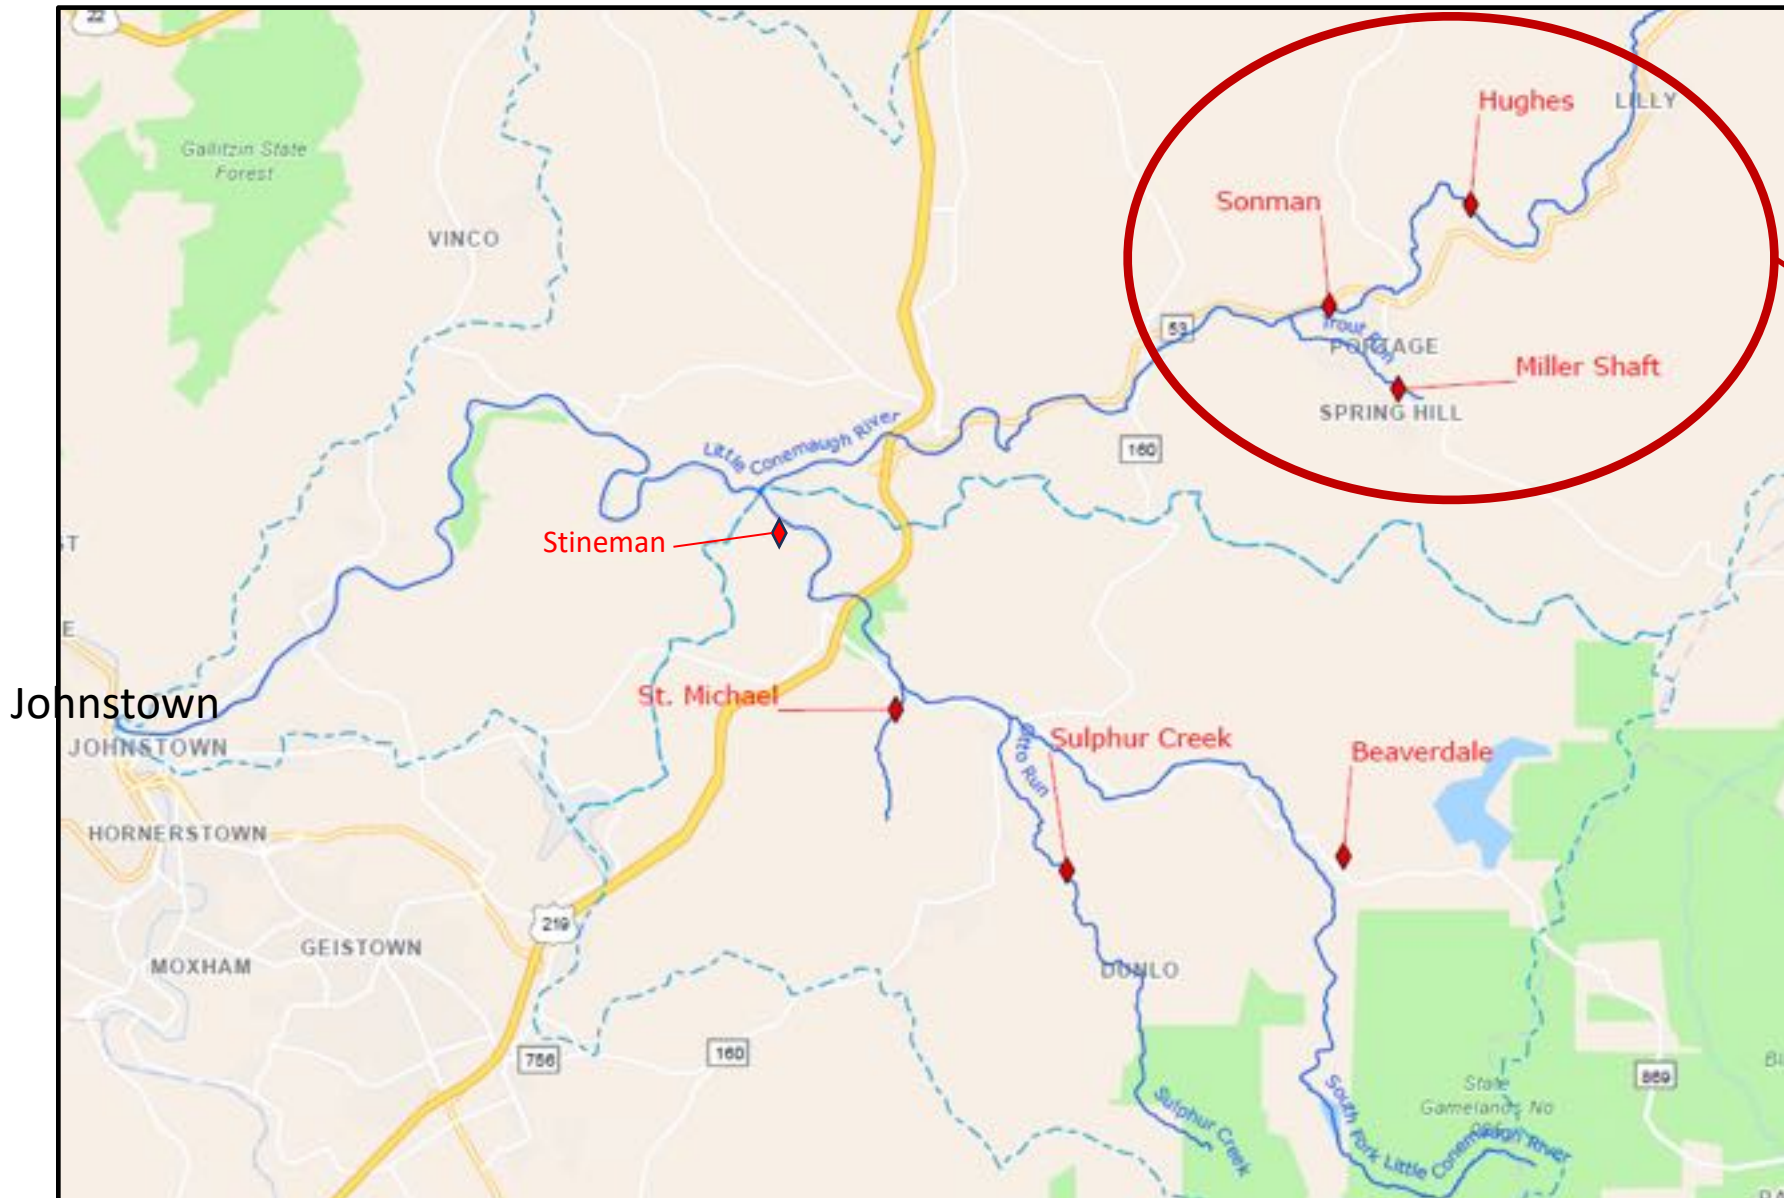 22
Gallitzin State
Forest
VINCO
Hughes
LILLY
Sonman
53
Trout Run
PORTAGE
Miller Shaft
SPRING HILL
Little Conemaugh River
160
ST
Stineman
E
Johnstown
JOHNSTOWN
St. Michael
Otto Run
Sulphur Creek
Beaverdale
HORNERSTOWN
219
GEISTOWN
MOXHAM
DUNLO
756
160
869
State
Gamelands No
Sulphur Creek
South Fork Little Conemaugh River